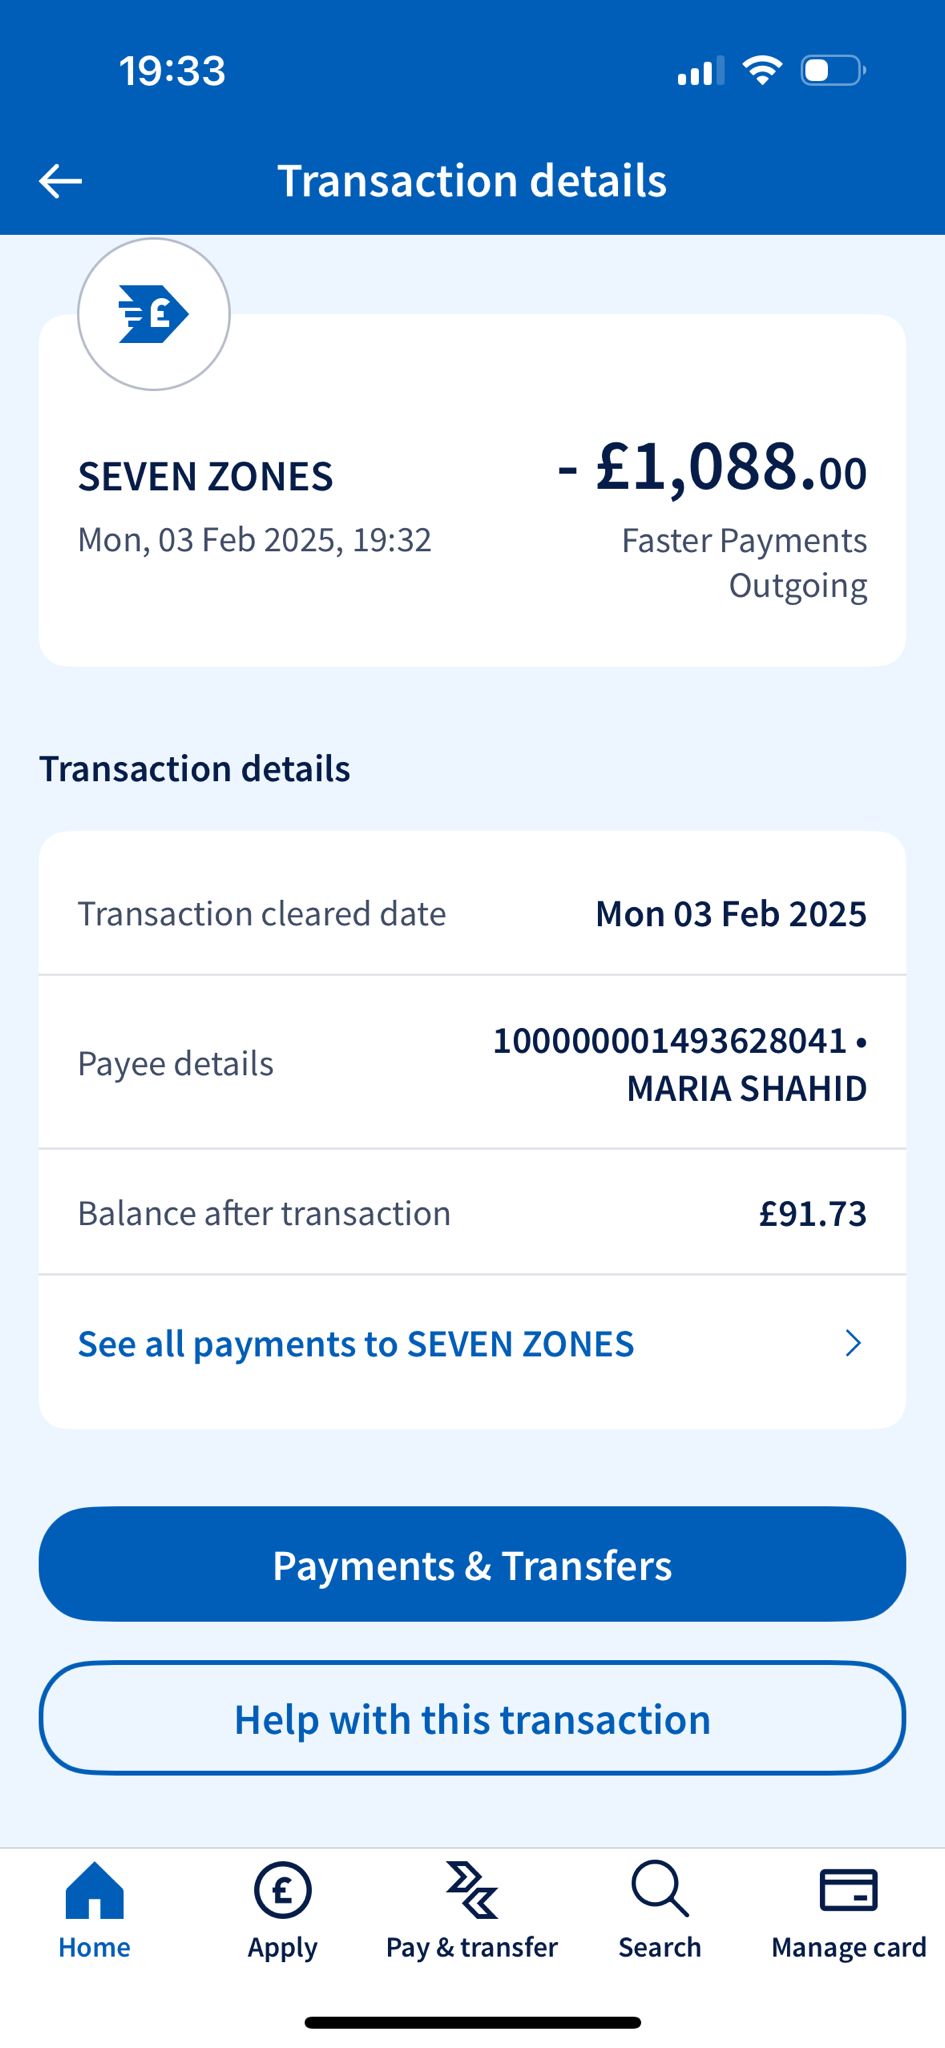 19:33
Transaction details
£
SEVEN ZONES
- £1,088.00
Mon, 03 Feb 2025, 19:32
Faster Payments
Outgoing
Transaction details
Transaction cleared date
Mon 03 Feb 2025
Payee details
100000001493628041 •
MARIA SHAHID
Balance after transaction
£91.73
See all payments to SEVEN ZONES
Payments & Transfers
Help with this transaction
£
Home
Apply
Pay & transfer
Search
Manage card